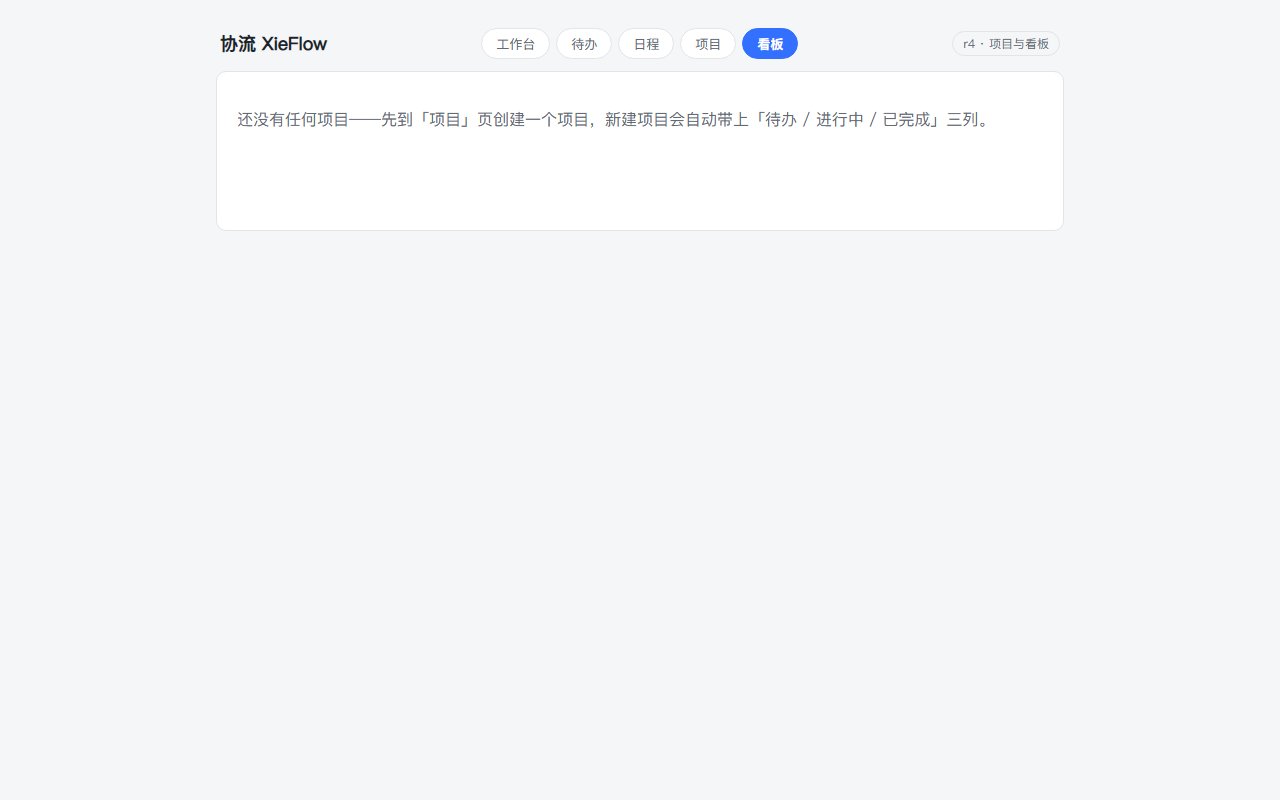 协流 XieFlow
工作台
待办
日程
项目
看板
r4 · 项目与看板
还没有任何项目——先到「项目」页创建一个项目，新建项目会自动带上「待办 / 进行中 / 已完成」三列。